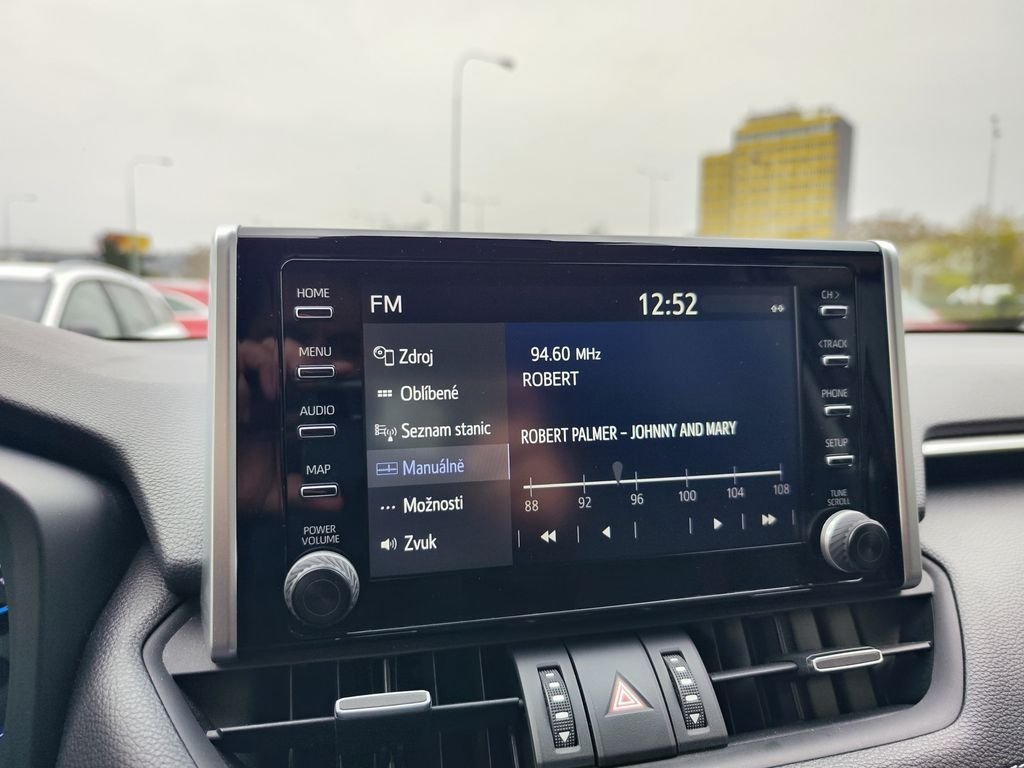 HOME
MENU
AUDIO
MAP
POWER
VOLUME
FM
12:52
Zdroj
Oblíbené
Seznam stanic
Manuálně
Možnosti
Zvuk
94.60 MHz
ROBERT
ROBERT PALMER – JOHNNY AND MARY
88 92 96 100 104 108
CH >
< TRACK
PHONE
SETUP
TUNE
SCROLL